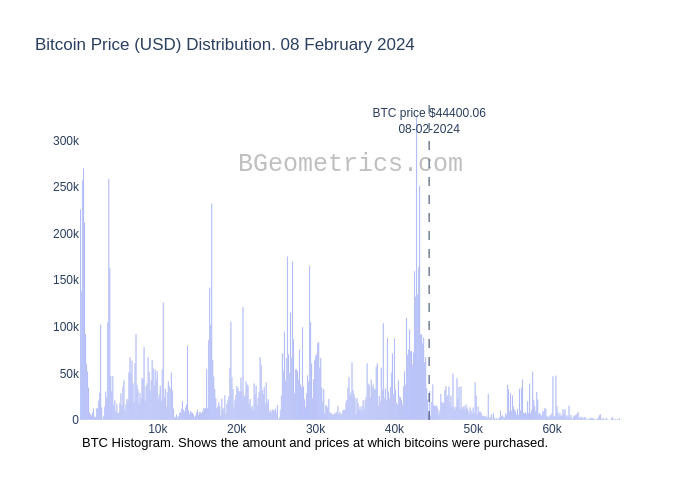 Bitcoin Price (USD) Distribution. 08 February 2024
BTC price $44400.06
08-02-2024
300k
BGeometrics.com
250k
200k
150k
100k
50k
0
10k 20k 30k 40k 50k 60k
BTC Histogram. Shows the amount and prices at which bitcoins were purchased.